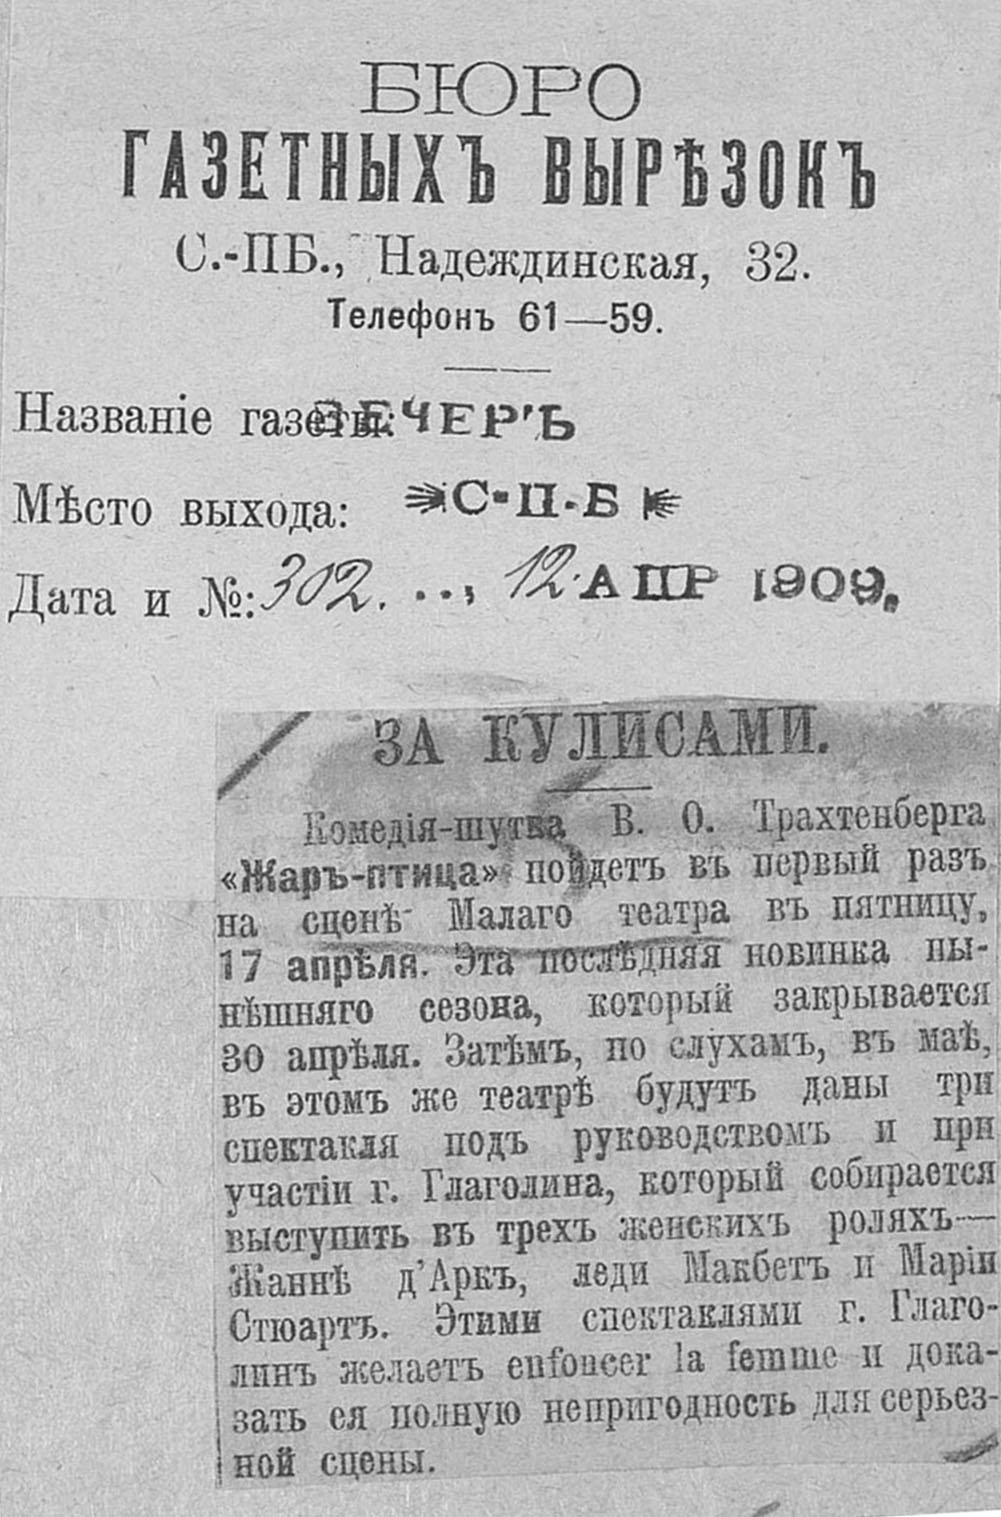 БЮРО
ГАЗЕТНЫХЪ ВЫРѢЗОКЪ
С.-ПБ., Надеждинская, 32.
Телефонъ 61—59.
Названіе газеты: ВЕЧЕРЪ
Мѣсто выхода: С-П-Б
Дата и №: 302. .., 12 АПР 1909.
ЗА КУЛИСАМИ.
Комедія-шутка В. О. Трахтенберга
«Жаръ-птица» пойдетъ въ первый разъ
на сценѣ Малаго театра въ пятницу,
17 апрѣля. Эта послѣдняя новинка ны-
нѣшняго сезона, который закрывается
30 апрѣля. Затѣмъ, по слухамъ, въ маѣ,
въ этомъ же театрѣ будутъ даны три
спектакля подъ руководствомъ и при
участіи г. Глаголина, который собирается
выступить въ трехъ женскихъ роляхъ—
Жаннѣ д'Аркъ, леди Макбетъ и Маріи
Стюартъ. Этими спектаклями г. Глаго-
линъ желаетъ enfoncer la femme и дока-
зать ея полную непригодность для серьез-
ной сцены.